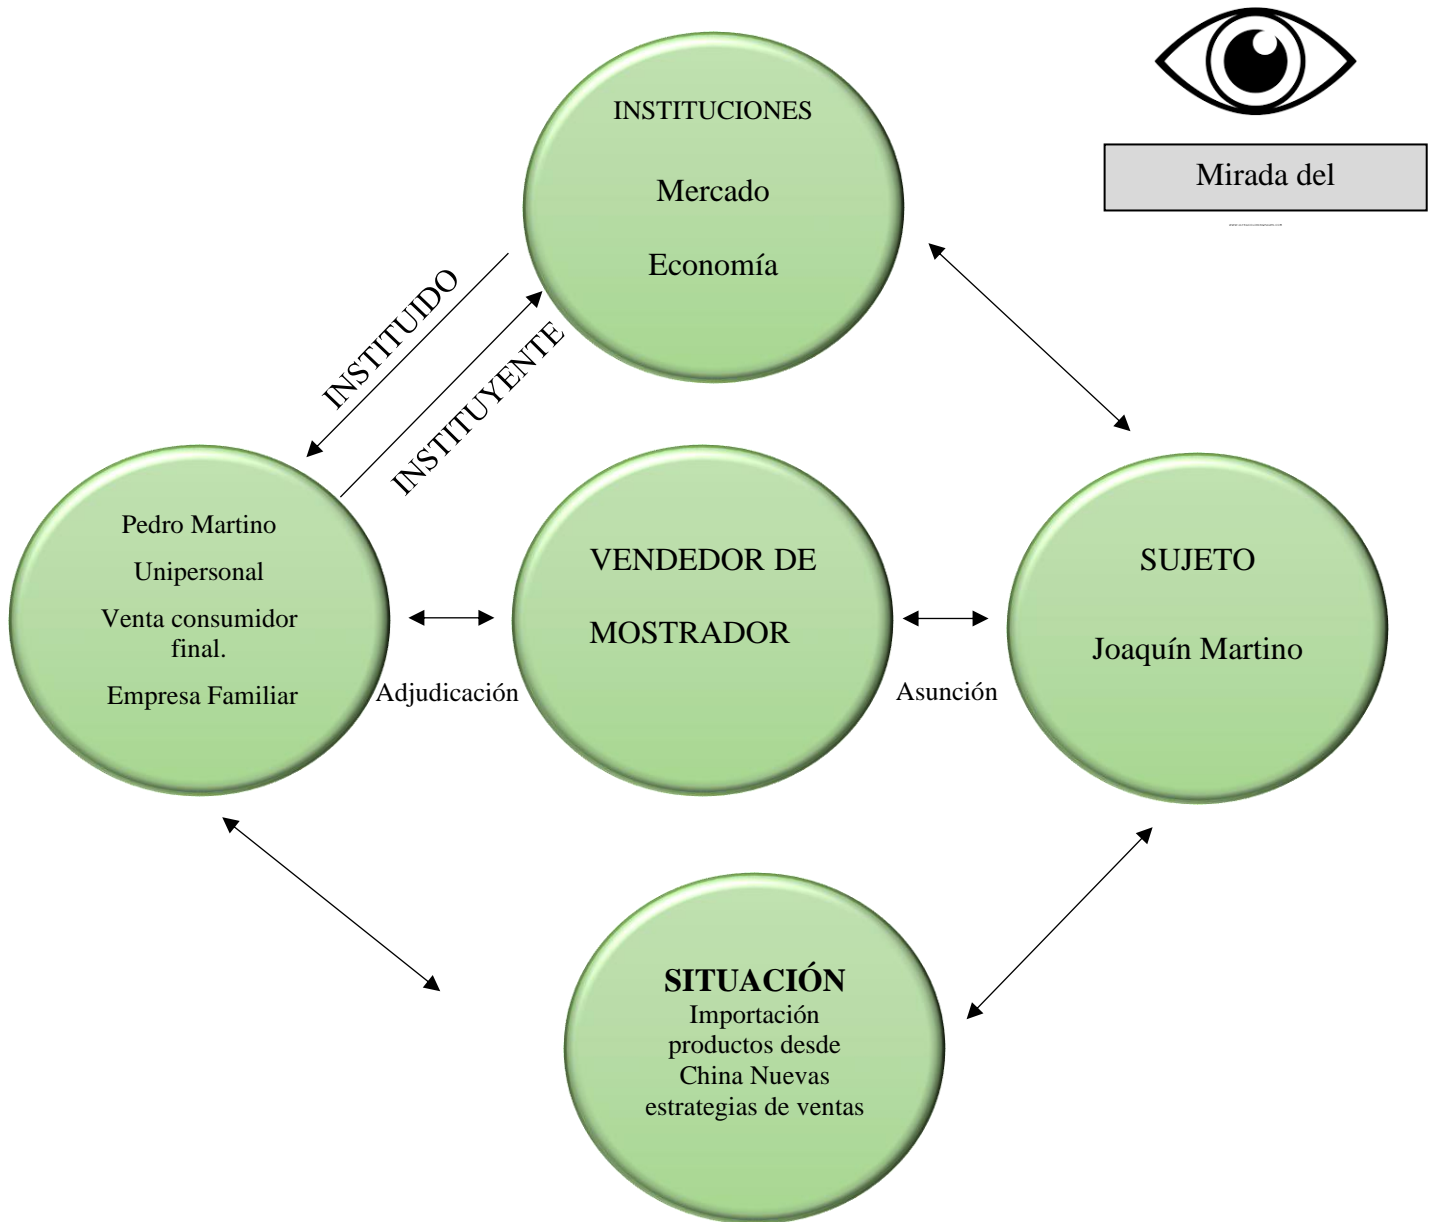 INSTITUCIONES
Mercado
Economía
Mirada del
INSTITUIDO
INSTITUYENTE
Pedro Martino
Unipersonal
Venta consumidor
final.
Empresa Familiar
Adjudicación
VENDEDOR DE
MOSTRADOR
Asunción
SUJETO
Joaquín Martino
SITUACIÓN
Importación
productos desde
China Nuevas
estrategias de ventas